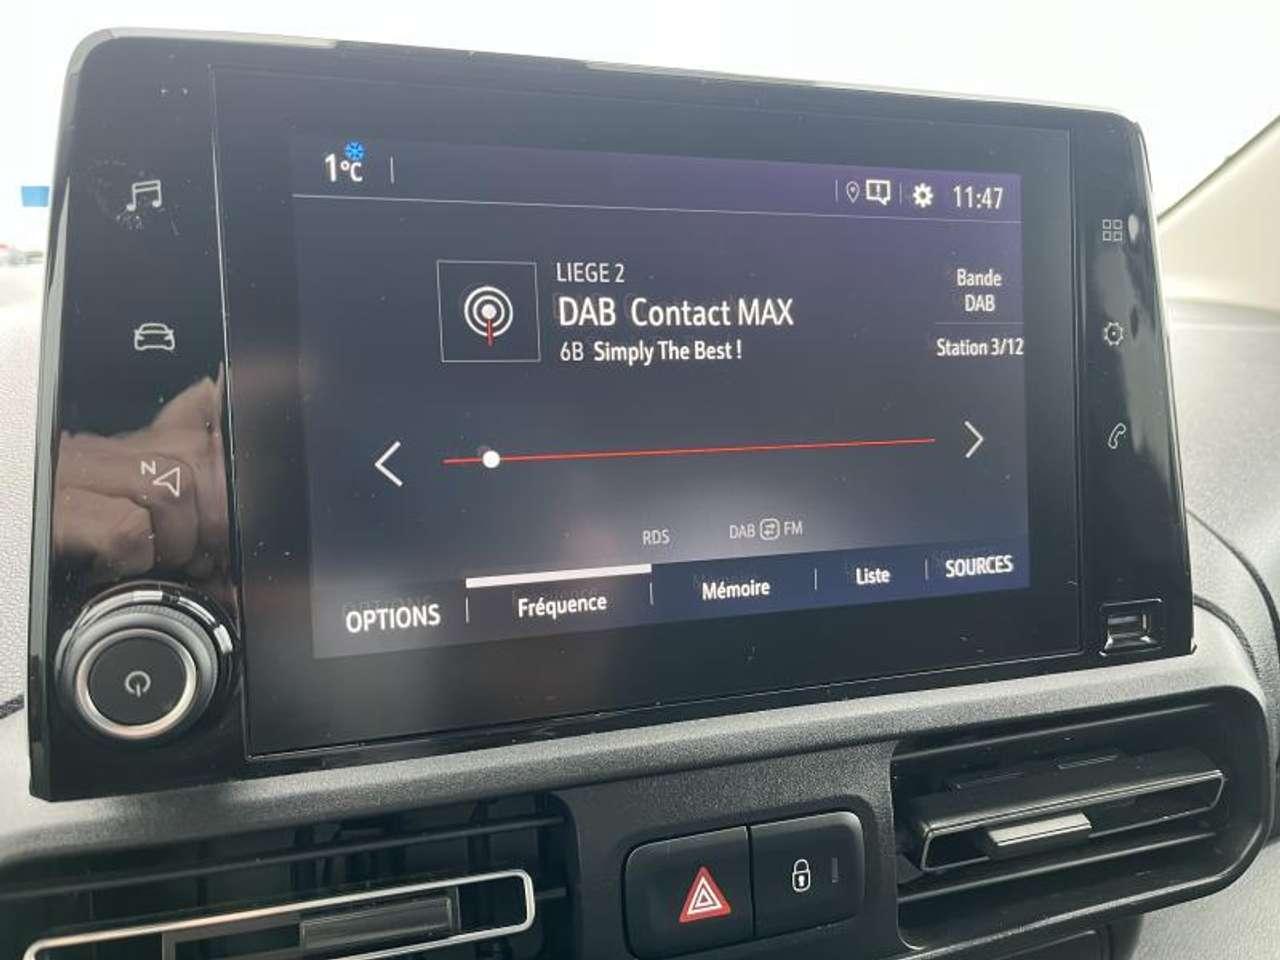 1°C
11:47
LIEGE 2
DAB Contact MAX
6B Simply The Best !
Bande
DAB
Station 3/12
N
RDS
DAB FM
OPTIONS
Fréquence
Mémoire
Liste
SOURCES